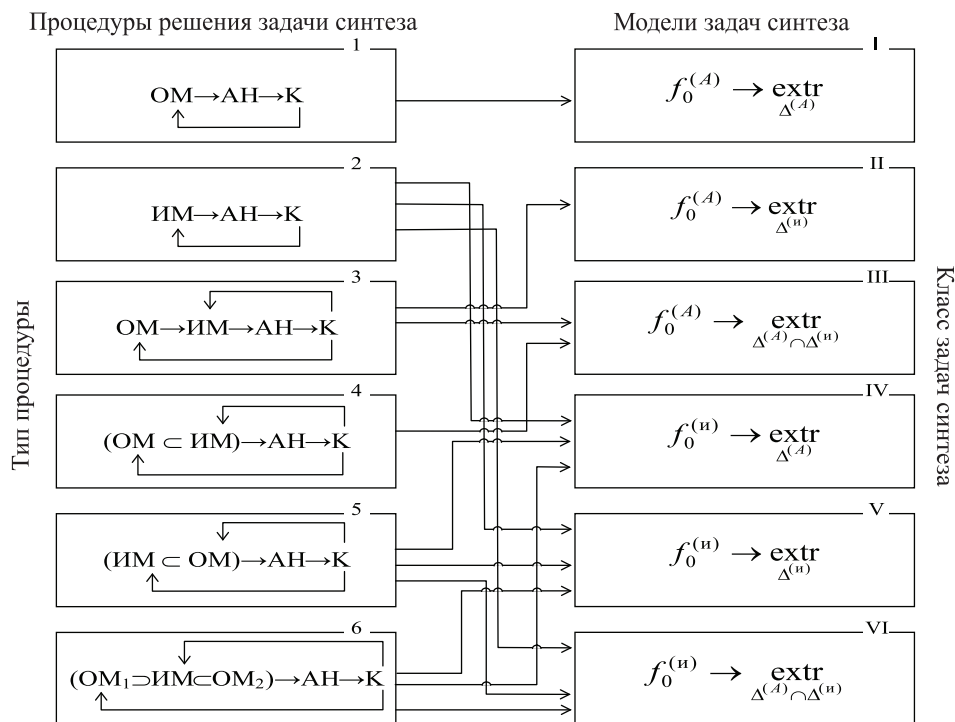 Процедуры решения задачи синтеза
Модели задач синтеза
1
ОМ→АН→К
I
f₀⁽ᴬ⁾ → extr
Δ⁽ᴬ⁾
2
ИМ→АН→К
II
f₀⁽ᴬ⁾ → extr
Δ⁽ⁱ⁾
3
ОМ→ИМ→АН→К
III
f₀⁽ᴬ⁾ → extr
Δ⁽ᴬ⁾∩Δ⁽и⁾
4
(ОМ ⊂ ИМ)→АН→К
IV
f₀⁽и⁾ → extr
Δ⁽ᴬ⁾
5
(ИМ ⊂ ОМ)→АН→К
V
f₀⁽и⁾ → extr
Δ⁽и⁾
6
(ОМ₁⊃ИМ⊂ОМ₂)→АН→К
VI
f₀⁽и⁾ → extr
Δ⁽ᴬ⁾∩Δ⁽и⁾
Тип процедуры
Класс задач синтеза